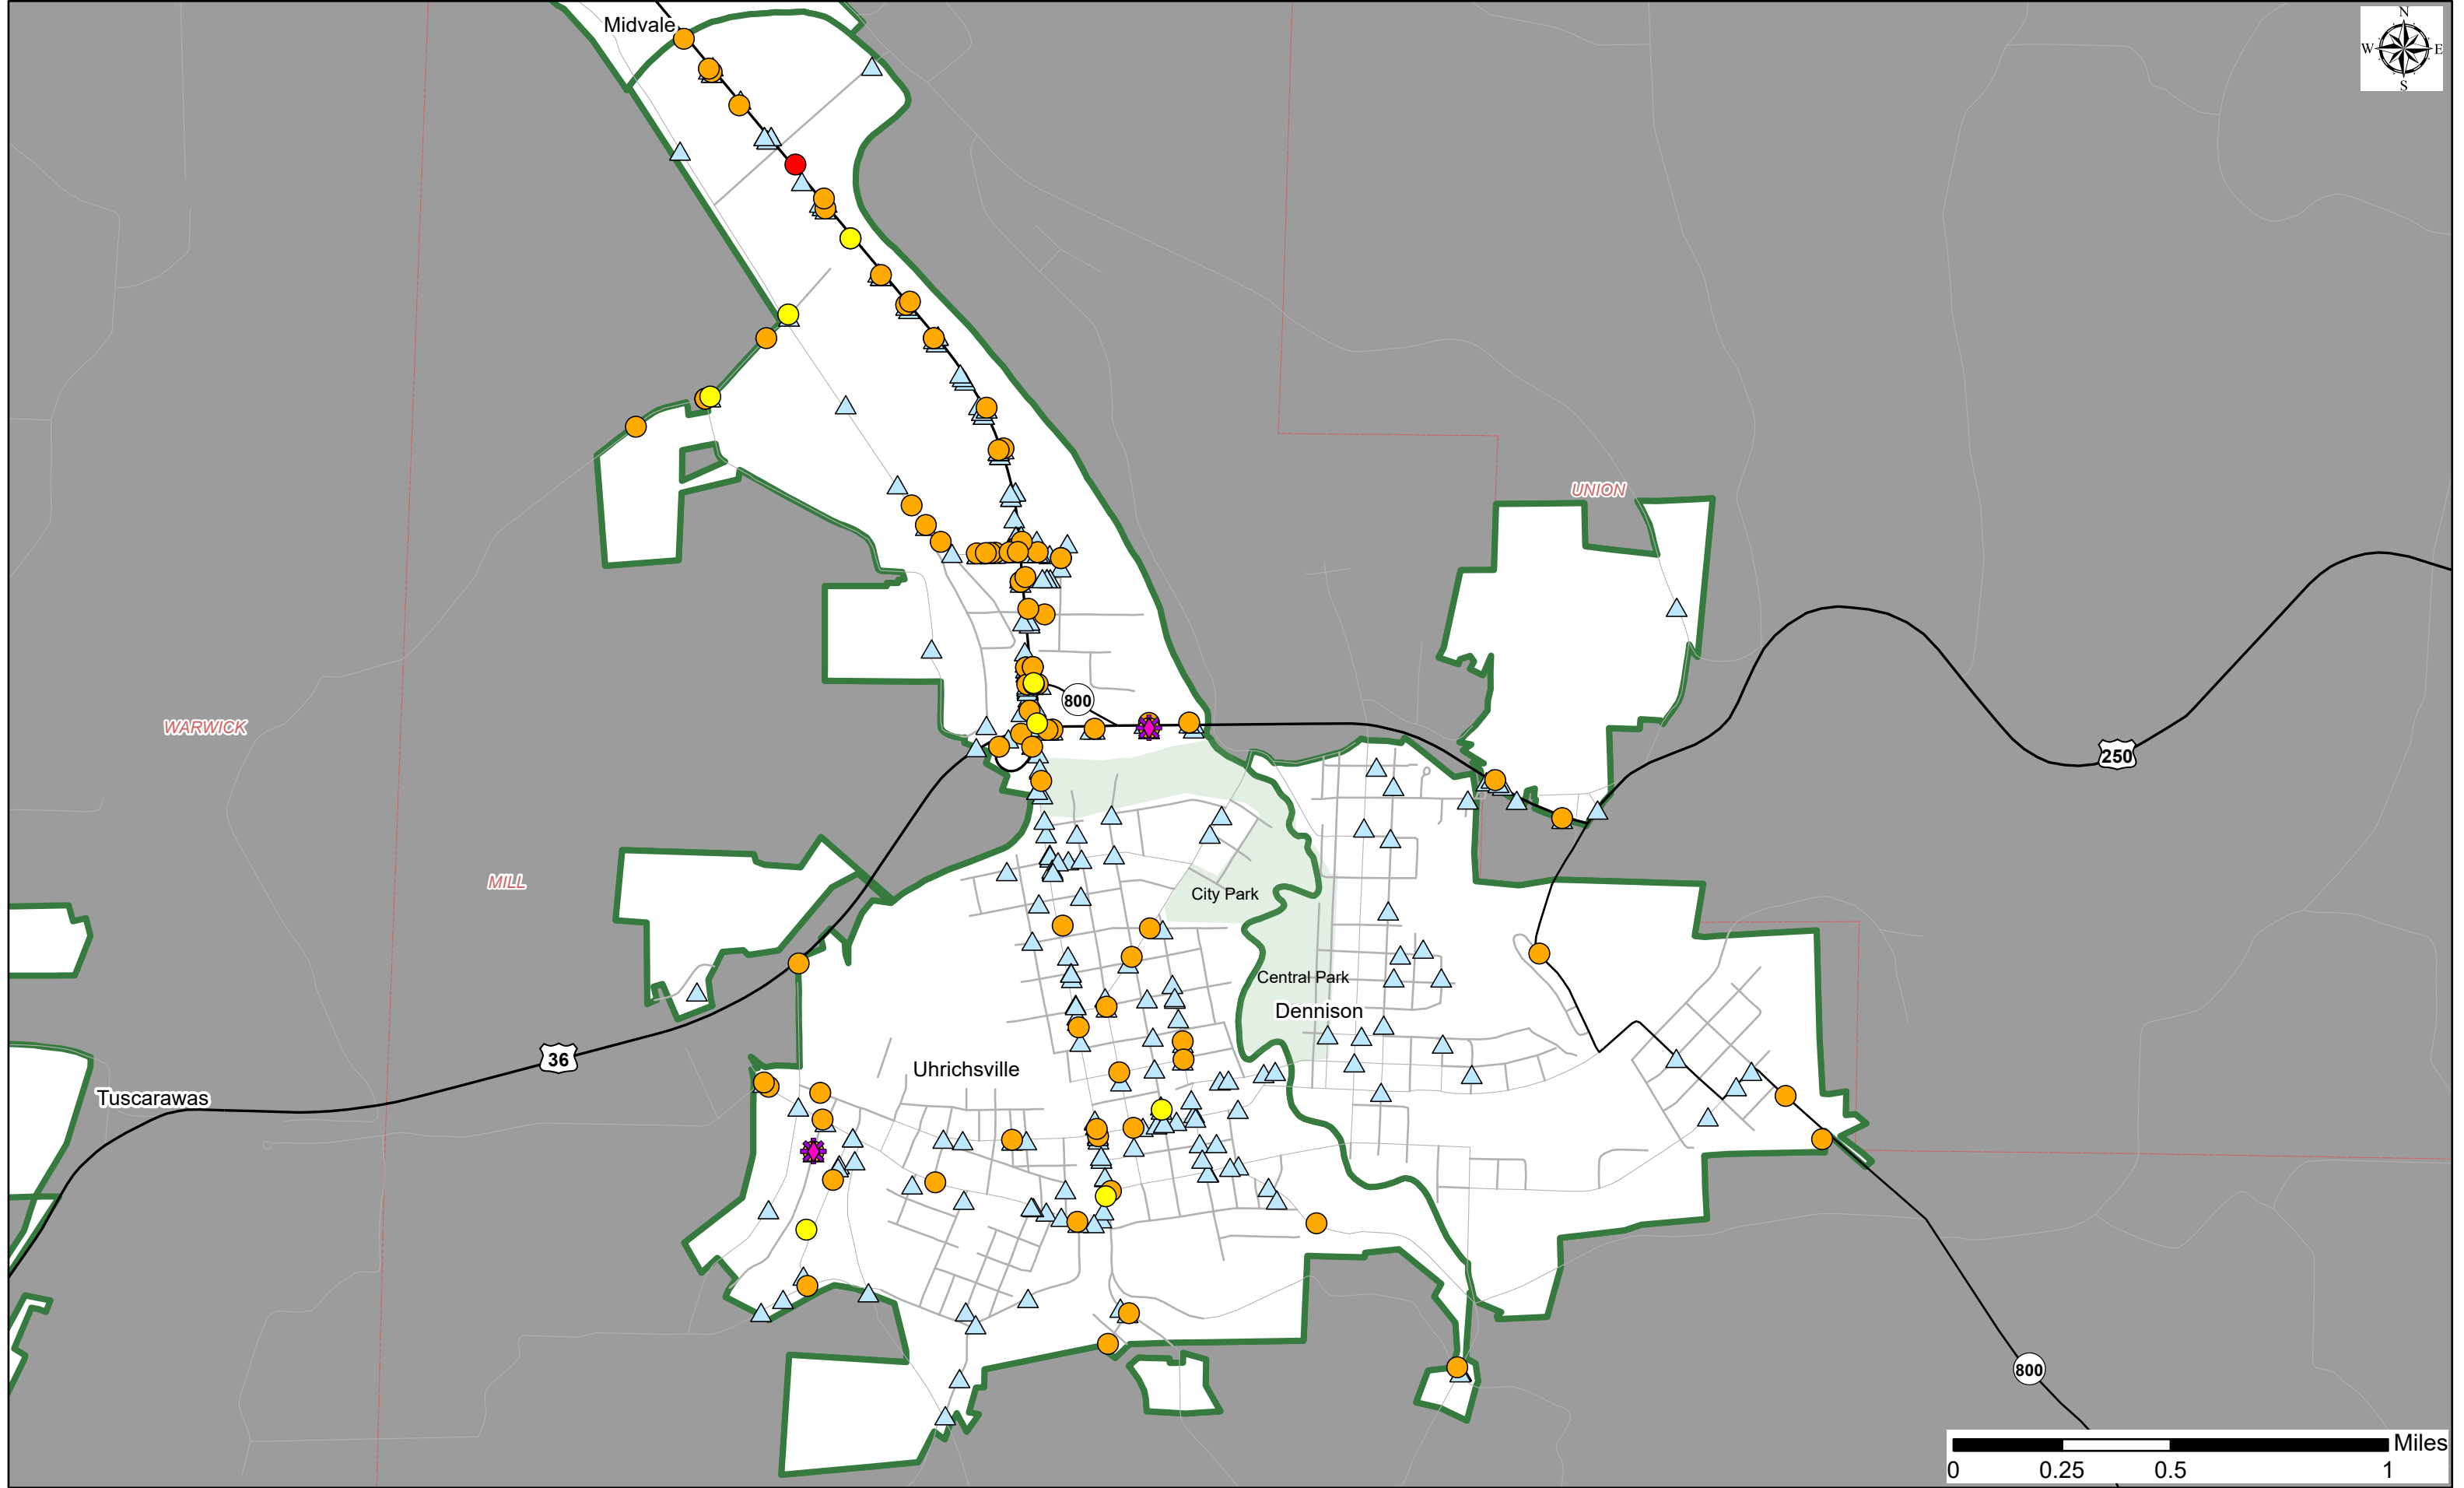 Midvale
N
W
E
S
UNION
800
WARWICK
250
MILL
City Park
Central Park
Dennison
36
Uhrichsville
Tuscarawas
800
Miles
0
0.25
0.5
1